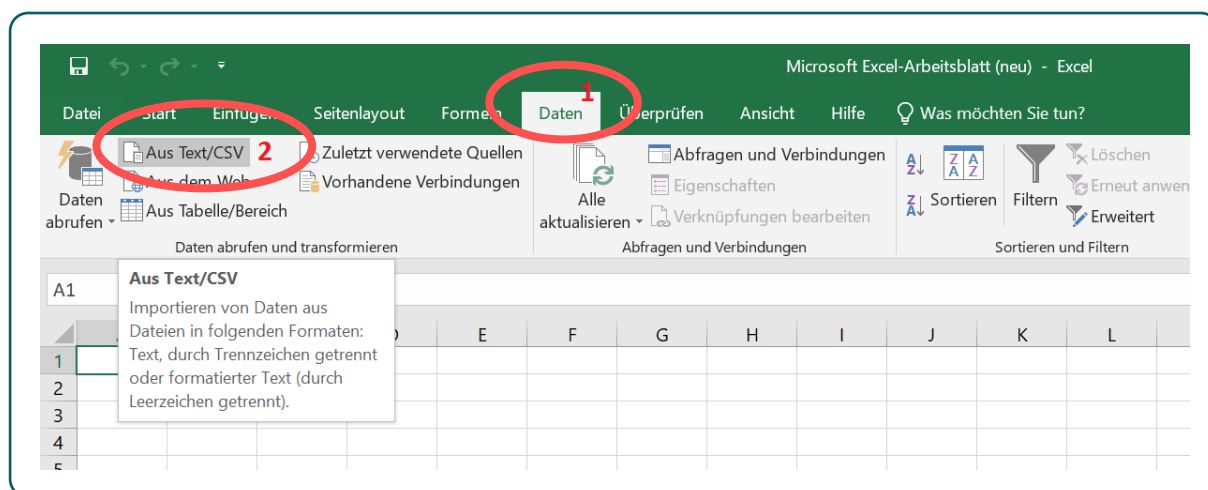 Microsoft Excel-Arbeitsblatt (neu) - Excel
1
Datei Start Einfügen Seitenlayout Formeln Daten Überprüfen Ansicht Hilfe Was möchten Sie tun?
Aus Text/CSV 2 Zuletzt verwendete Quellen Abfragen und Verbindungen Löschen
Aus dem Web Vorhandene Verbindungen Eigenschaften Erneut anwen
Daten abrufen Aus Tabelle/Bereich Alle aktualisieren Verknüpfungen bearbeiten Sortieren Filtern Erweitert
Daten abrufen und transformieren Abfragen und Verbindungen Sortieren und Filtern
A1
Aus Text/CSV
Importieren von Daten aus
Dateien in folgenden Formaten:
Text, durch Trennzeichen getrennt
oder formatierter Text (durch
Leerzeichen getrennt).
E F G H I J K L
1
2
3
4